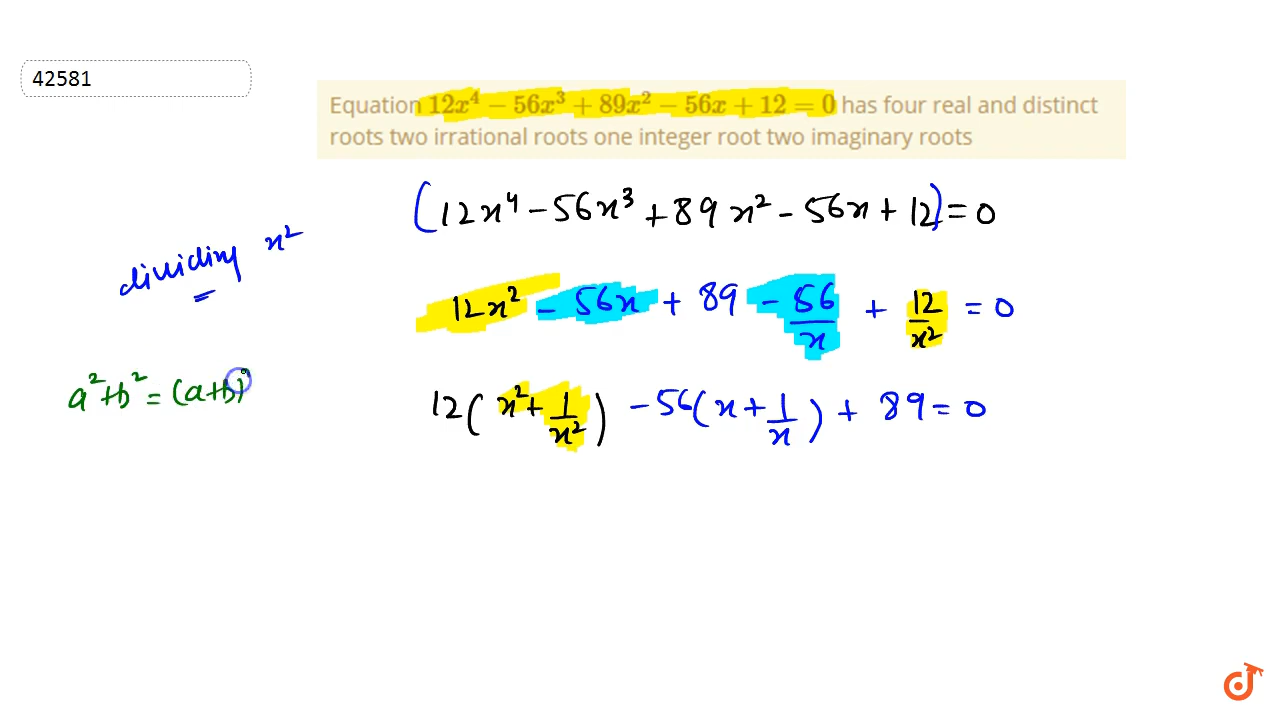 42581
Equation 12x⁴ − 56x³ + 89x² − 56x + 12 = 0 has four real and distinct
roots two irrational roots one integer root two imaginary roots
(12x⁴ − 56x³ + 89x² − 56x + 12) = 0
dividing x²
12x² − 56x + 89 − 56/x + 12/x² = 0
a² + b² = (a+b)²
12(x² + 1/x²) − 56(x + 1/x) + 89 = 0